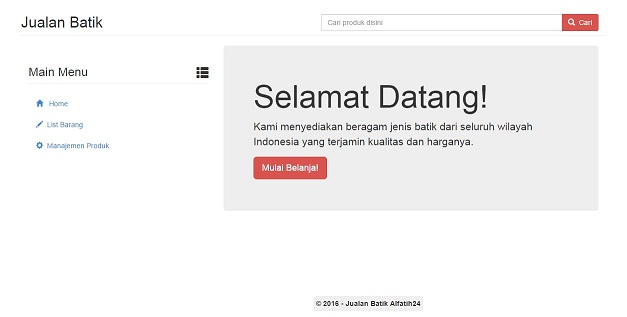 Jualan Batik
Cari produk disini
Cari
Main Menu
Home
List Barang
Manajemen Produk
Selamat Datang!
Kami menyediakan beragam jenis batik dari seluruh wilayah
Indonesia yang terjamin kualitas dan harganya.
Mulai Belanja!
© 2016 - Jualan Batik Alfatih24